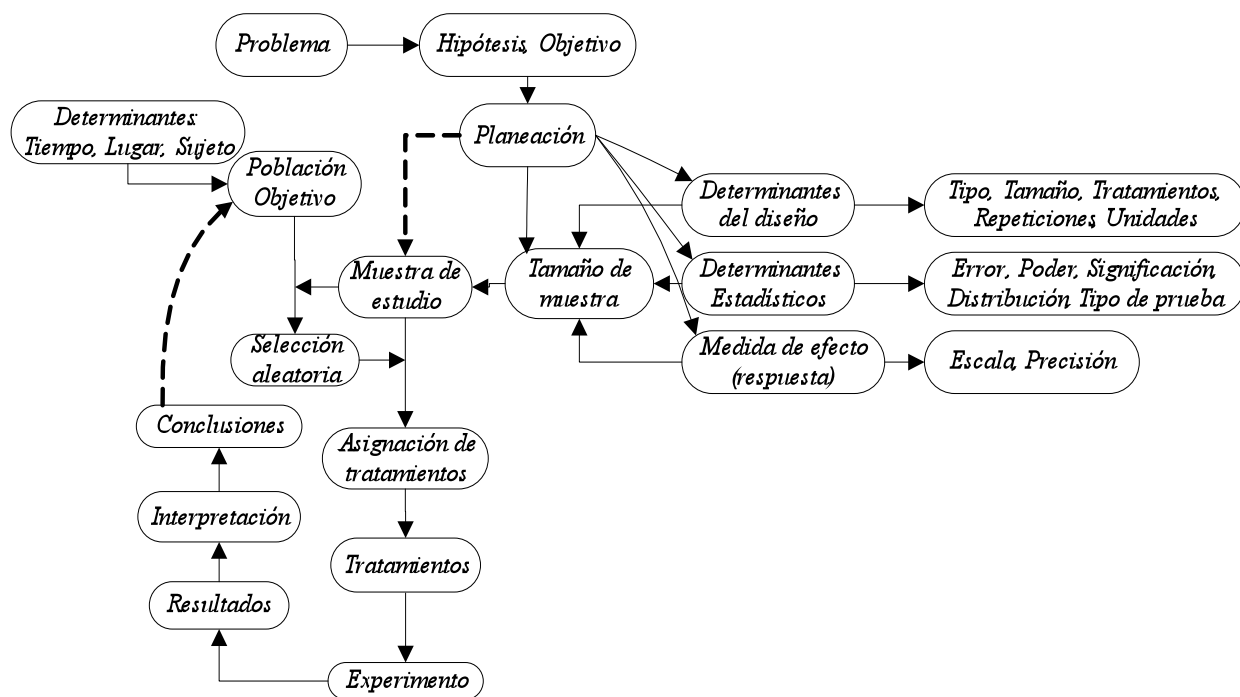 Problema
Hipótesis, Objetivo
Determinantes:
Tiempo, Lugar, Sujeto
Planeación
Población
Objetivo
Determinantes
del diseño
Tipo, Tamaño, Tratamientos,
Repeticiones, Unidades
Muestra de
estudio
Tamaño de
muestra
Determinantes
Estadísticos
Error, Poder, Significación,
Distribución, Tipo de prueba
Selección
aleatoria
Medida de efecto
(respuesta)
Escala, Precisión
Conclusiones
Asignación de
tratamientos
Interpretación
Tratamientos
Resultados
Experimento